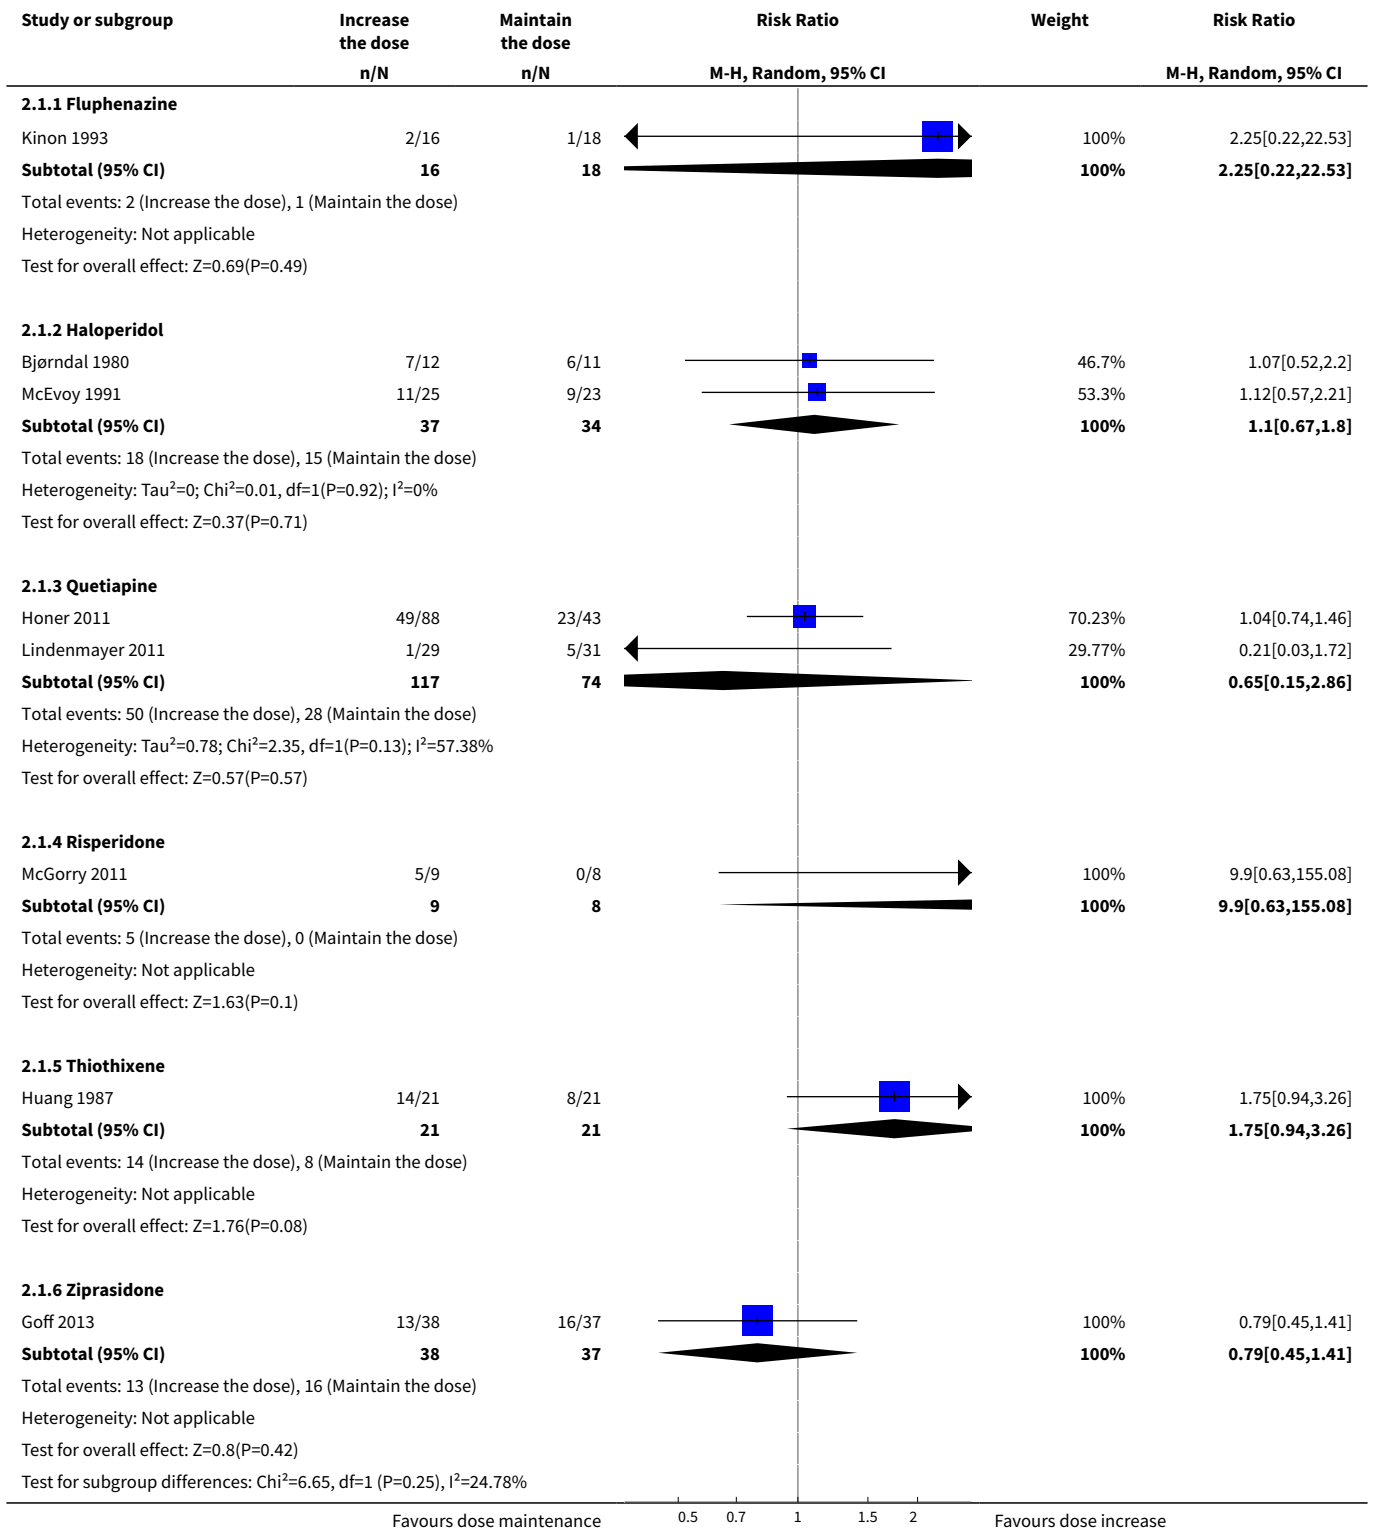 Study or subgroup Increase the dose Maintain the dose Risk Ratio Weight Risk Ratio
n/N n/N M-H, Random, 95% CI M-H, Random, 95% CI
2.1.1 Fluphenazine
Kinon 1993 2/16 1/18 100% 2.25[0.22,22.53]
Subtotal (95% CI) 16 18 100% 2.25[0.22,22.53]
Total events: 2 (Increase the dose), 1 (Maintain the dose)
Heterogeneity: Not applicable
Test for overall effect: Z=0.69(P=0.49)
2.1.2 Haloperidol
Bjørndal 1980 7/12 6/11 46.7% 1.07[0.52,2.2]
McEvoy 1991 11/25 9/23 53.3% 1.12[0.57,2.21]
Subtotal (95% CI) 37 34 100% 1.1[0.67,1.8]
Total events: 18 (Increase the dose), 15 (Maintain the dose)
Heterogeneity: Tau²=0; Chi²=0.01, df=1(P=0.92); I²=0%
Test for overall effect: Z=0.37(P=0.71)
2.1.3 Quetiapine
Honer 2011 49/88 23/43 70.23% 1.04[0.74,1.46]
Lindenmayer 2011 1/29 5/31 29.77% 0.21[0.03,1.72]
Subtotal (95% CI) 117 74 100% 0.65[0.15,2.86]
Total events: 50 (Increase the dose), 28 (Maintain the dose)
Heterogeneity: Tau²=0.78; Chi²=2.35, df=1(P=0.13); I²=57.38%
Test for overall effect: Z=0.57(P=0.57)
2.1.4 Risperidone
McGorry 2011 5/9 0/8 100% 9.9[0.63,155.08]
Subtotal (95% CI) 9 8 100% 9.9[0.63,155.08]
Total events: 5 (Increase the dose), 0 (Maintain the dose)
Heterogeneity: Not applicable
Test for overall effect: Z=1.63(P=0.1)
2.1.5 Thiothixene
Huang 1987 14/21 8/21 100% 1.75[0.94,3.26]
Subtotal (95% CI) 21 21 100% 1.75[0.94,3.26]
Total events: 14 (Increase the dose), 8 (Maintain the dose)
Heterogeneity: Not applicable
Test for overall effect: Z=1.76(P=0.08)
2.1.6 Ziprasidone
Goff 2013 13/38 16/37 100% 0.79[0.45,1.41]
Subtotal (95% CI) 38 37 100% 0.79[0.45,1.41]
Total events: 13 (Increase the dose), 16 (Maintain the dose)
Heterogeneity: Not applicable
Test for overall effect: Z=0.8(P=0.42)
Test for subgroup differences: Chi²=6.65, df=1 (P=0.25), I²=24.78%
Favours dose maintenance 0.5 0.7 1 1.5 2 Favours dose increase